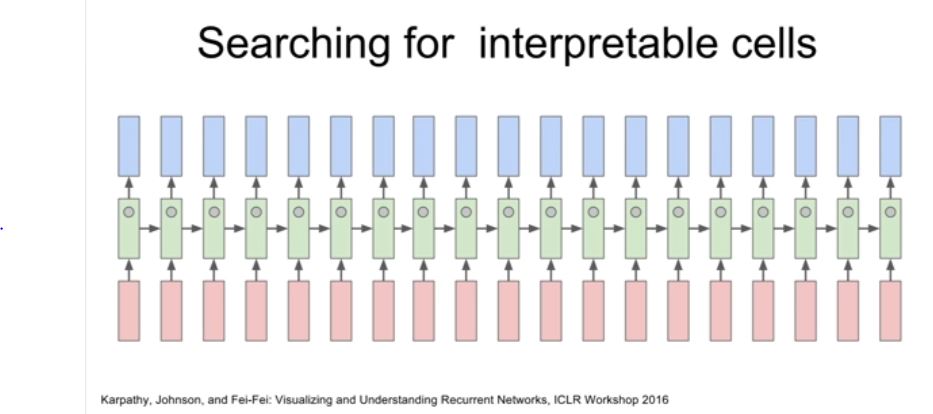 Searching for interpretable cells
Karpathy, Johnson, and Fei-Fei: Visualizing and Understanding Recurrent Networks, ICLR Workshop 2016